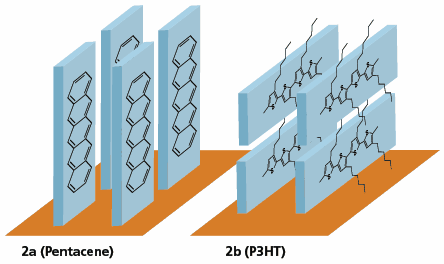 2a (Pentacene)
2b (P3HT)